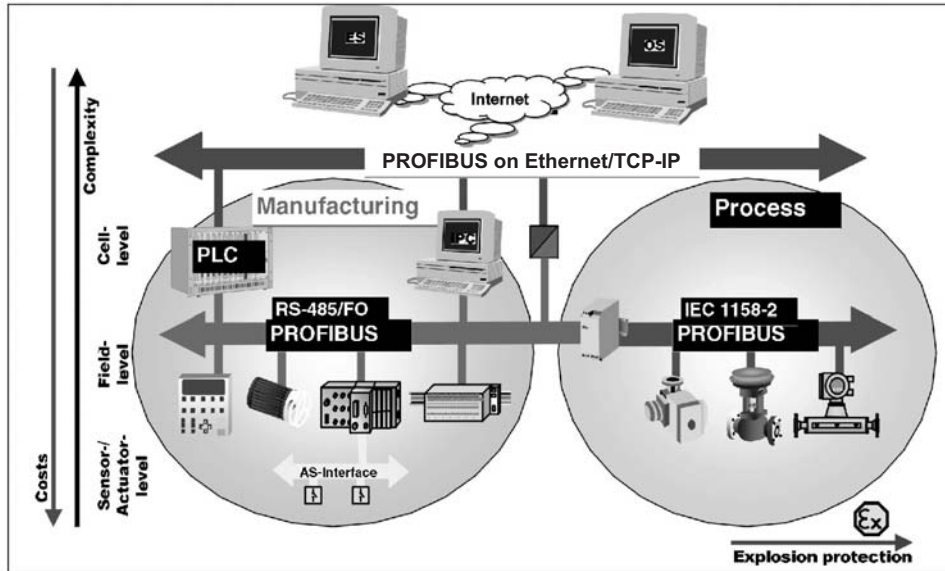 ES
OS
Internet
PROFIBUS on Ethernet/TCP-IP
Complexity
Manufacturing
Process
Cell-
level
PLC
IPC
RS-485/FO
PROFIBUS
IEC 1158-2
PROFIBUS
Field-
level
Sensor-/
Actuator-
level
AS-Interface
Costs
Ex
Explosion protection